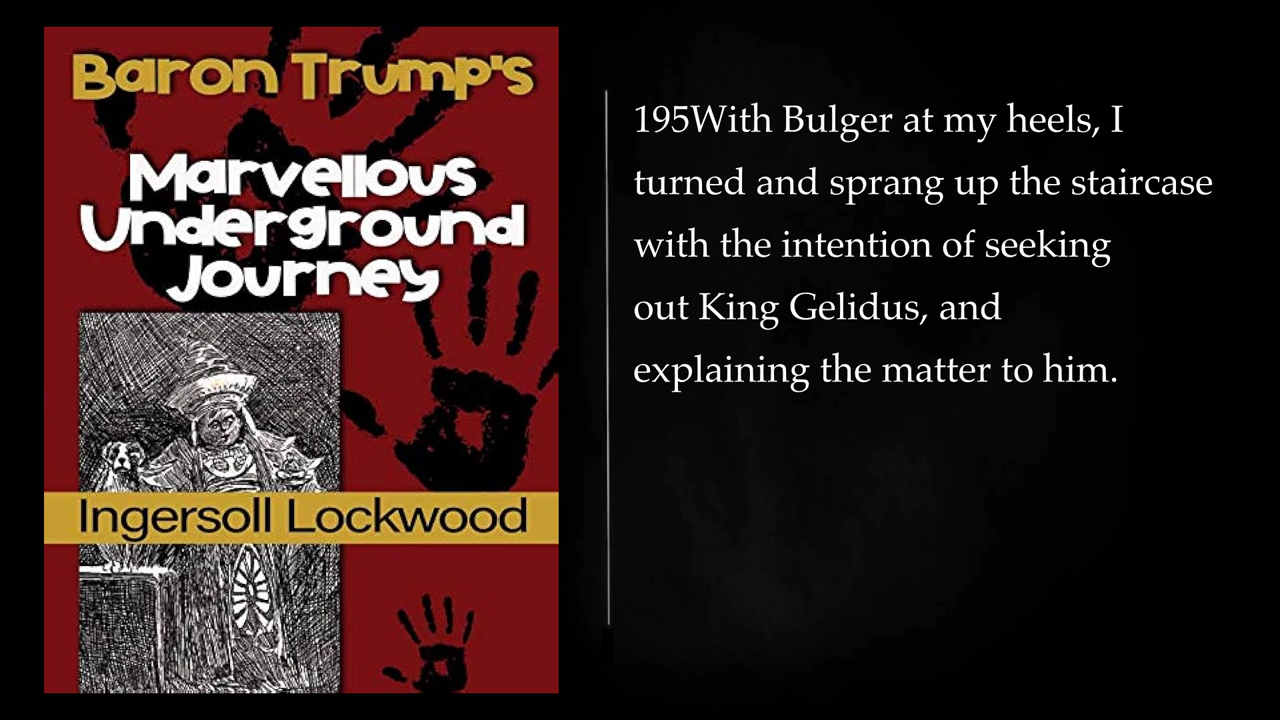 Baron Trump's
Marvellous
Underground
Journey
Ingersoll Lockwood
195With Bulger at my heels, I
turned and sprang up the staircase
with the intention of seeking
out King Gelidus, and
explaining the matter to him.